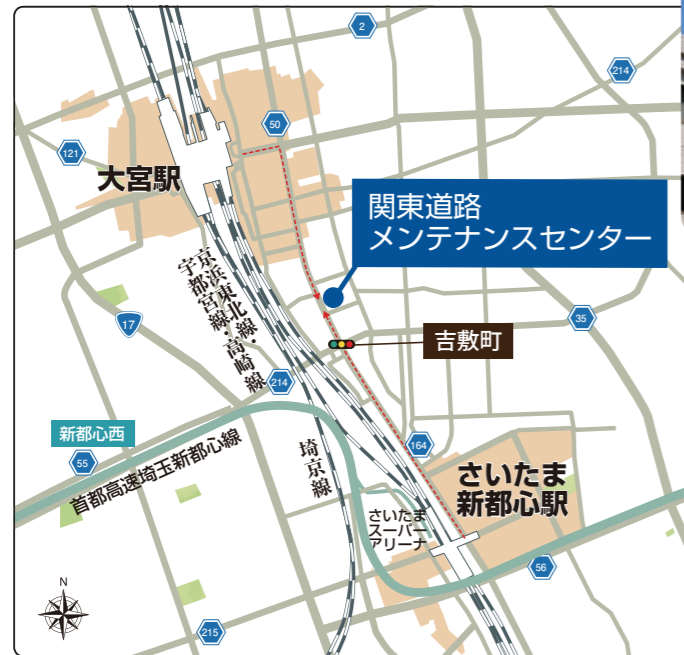 2
214
50
121
大宮駅
関東道路
メンテナンスセンター
京浜東北線・
宇都宮線・高崎線
17
35
吉敷町
214
新都心西
55
首都高速埼玉新都心線
埼京線
164
さいたま
新都心駅
さいたま
スーパー
アリーナ
56
N
215